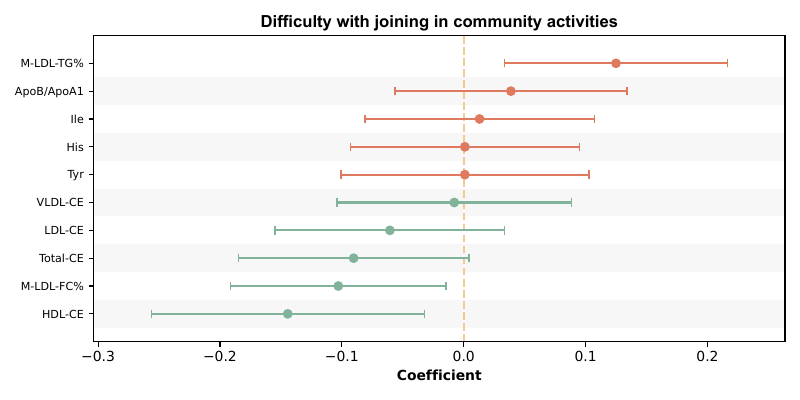 Difficulty with joining in community activities
M-LDL-TG%
ApoB/ApoA1
Ile
His
Tyr
VLDL-CE
LDL-CE
Total-CE
M-LDL-FC%
HDL-CE
−0.3 −0.2 −0.1 0.0 0.1 0.2
Coefficient